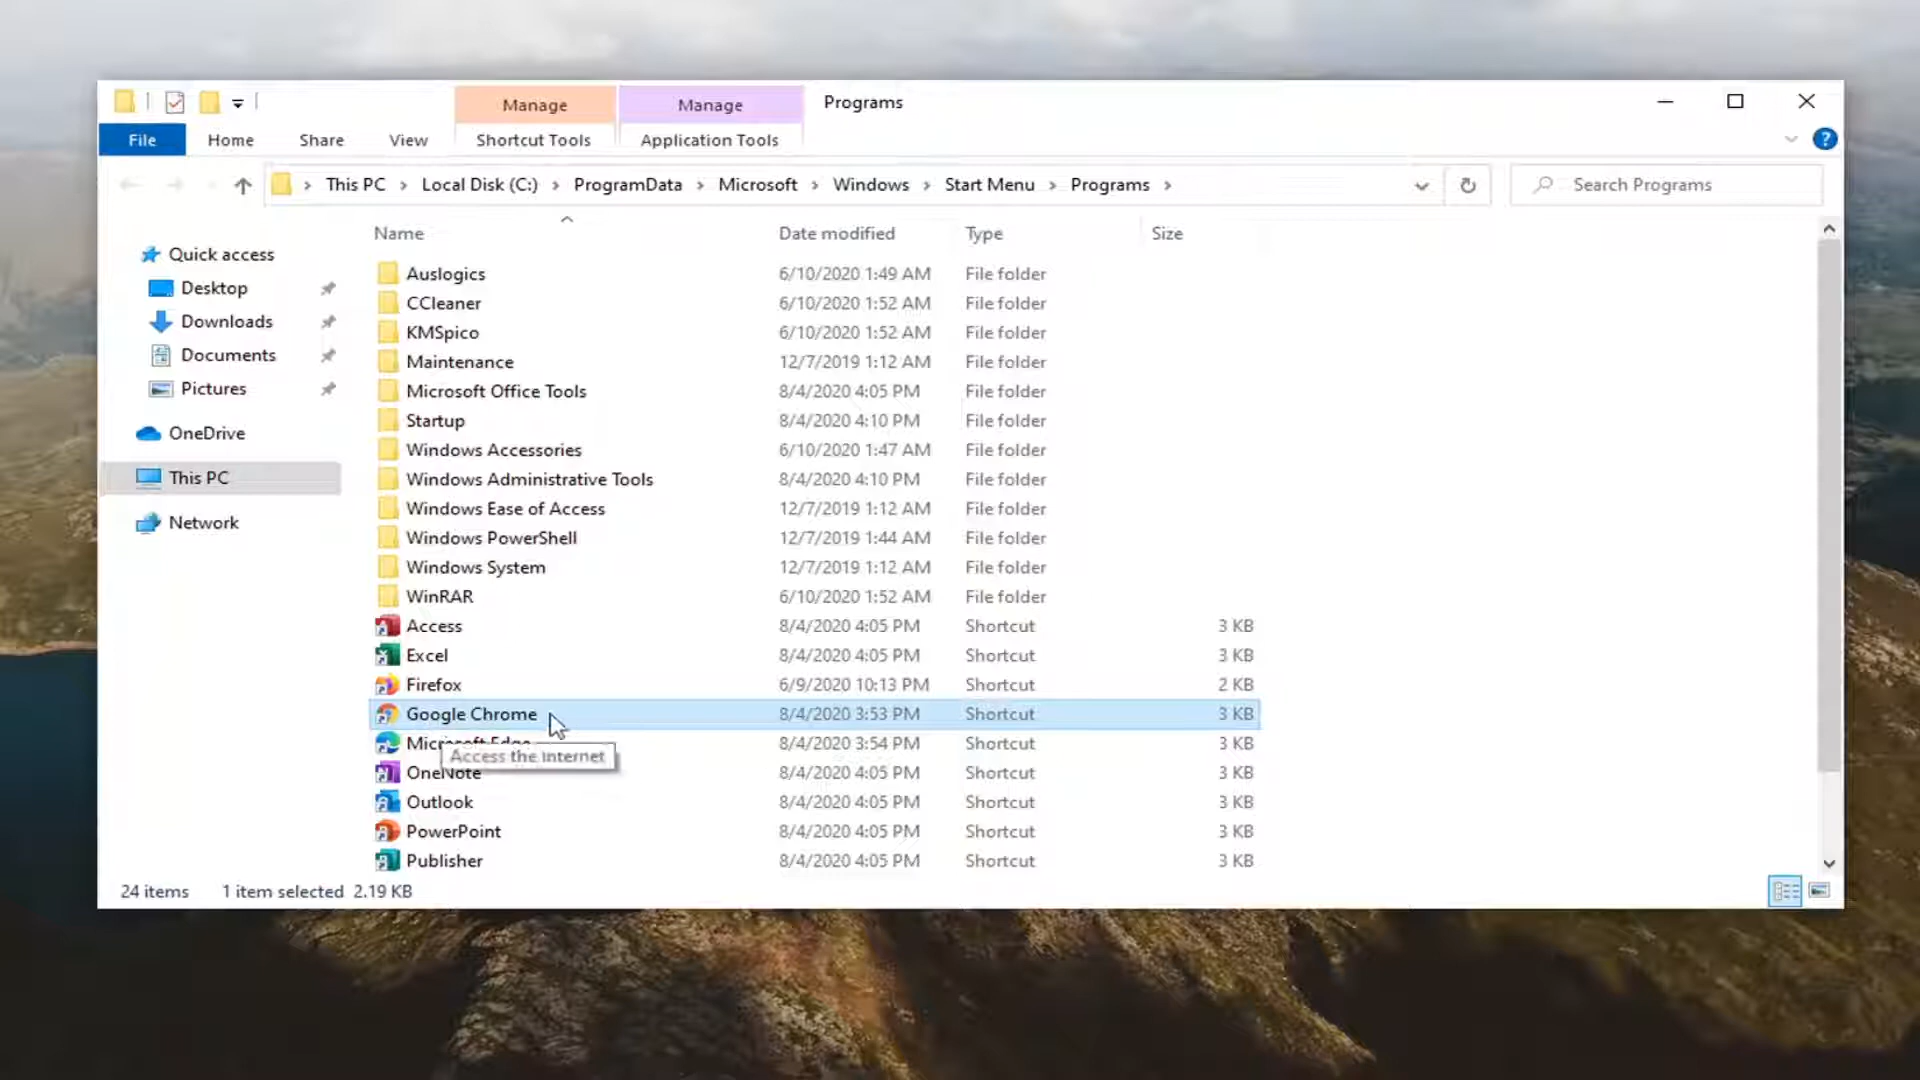 Manage Manage Programs
File Home Share View Shortcut Tools Application Tools ?
This PC Local Disk (C:) ProgramData Microsoft Windows Start Menu Programs Search Programs
Name Date modified Type Size
Quick access
Desktop
Downloads
Documents
Pictures
OneDrive
This PC
Network
Auslogics 6/10/2020 1:49 AM File folder
CCleaner 6/10/2020 1:52 AM File folder
KMSpico 6/10/2020 1:52 AM File folder
Maintenance 12/7/2019 1:12 AM File folder
Microsoft Office Tools 8/4/2020 4:05 PM File folder
Startup 8/4/2020 4:10 PM File folder
Windows Accessories 6/10/2020 1:47 AM File folder
Windows Administrative Tools 8/4/2020 4:10 PM File folder
Windows Ease of Access 12/7/2019 1:12 AM File folder
Windows PowerShell 12/7/2019 1:44 AM File folder
Windows System 12/7/2019 1:12 AM File folder
WinRAR 6/10/2020 1:52 AM File folder
Access 8/4/2020 4:05 PM Shortcut 3 KB
Excel 8/4/2020 4:05 PM Shortcut 3 KB
Firefox 6/9/2020 10:13 PM Shortcut 2 KB
Google Chrome 8/4/2020 3:53 PM Shortcut 3 KB
Microsoft Edge 8/4/2020 3:54 PM Shortcut 3 KB
Access the Internet
OneNote 8/4/2020 4:05 PM Shortcut 3 KB
Outlook 8/4/2020 4:05 PM Shortcut 3 KB
PowerPoint 8/4/2020 4:05 PM Shortcut 3 KB
Publisher 8/4/2020 4:05 PM Shortcut 3 KB
24 items 1 item selected 2.19 KB